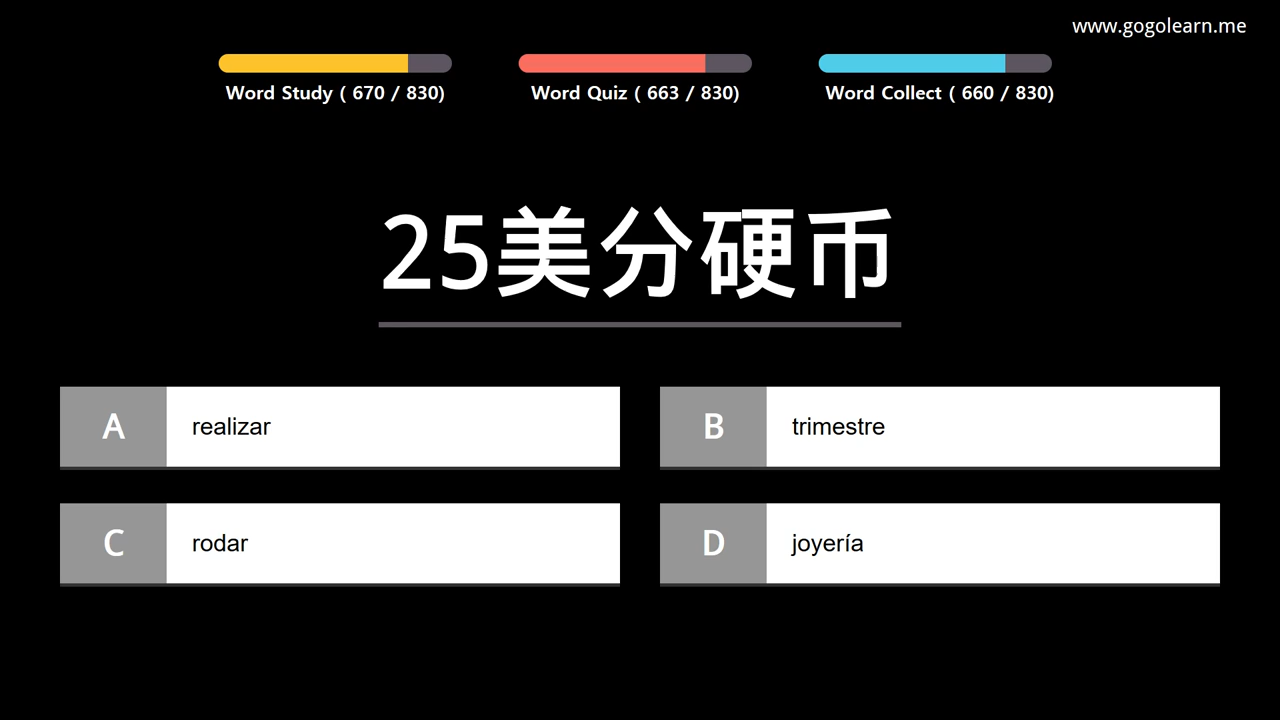 www.gogolearn.me
Word Study ( 670 / 830)
Word Quiz ( 663 / 830)
Word Collect ( 660 / 830)
25美分硬币
A realizar
B trimestre
C rodar
D joyería